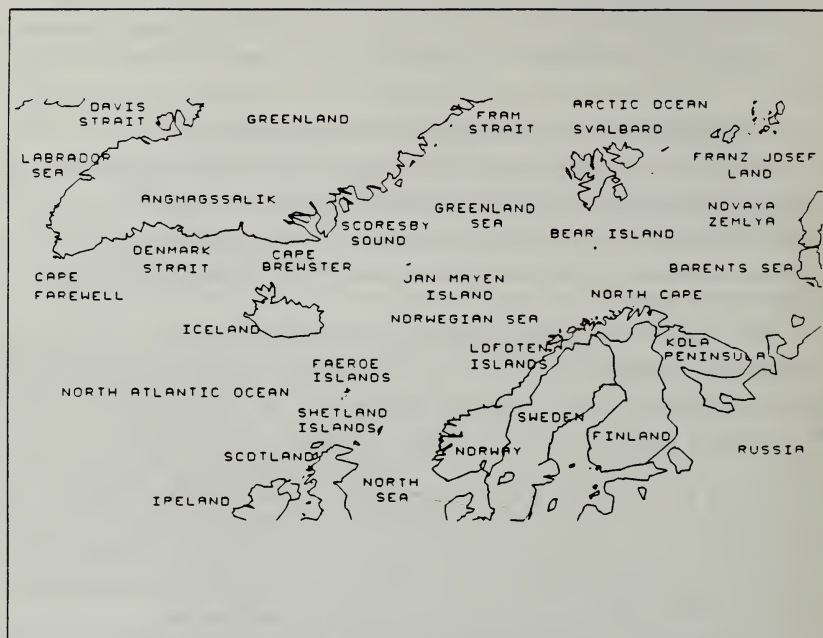 DAVIS
STRAIT
GREENLAND
FRAM
STRAIT
ARCTIC OCEAN
SVALBARD
FRANZ JOSEF
LAND
LABRADOR
SEA
ANGMAGSSALIK
SCORESBY
SOUND
GREENLAND
SEA
BEAR ISLAND
NOVAYA
ZEMLYA
DENMARK
STRAIT
CAPE
BREWSTER
CAPE
FAREWELL
JAN MAYEN
ISLAND
BARENTS SEA
NORTH CAPE
ICELAND
NORWEGIAN SEA
LOFOTEN
ISLANDS
KOLA
PENINSULA
FAEROE
ISLANDS
NORTH ATLANTIC OCEAN
SHETLAND
ISLANDS
SWEDEN
NORWAY
FINLAND
RUSSIA
SCOTLAND
NORTH
SEA
IPELAND